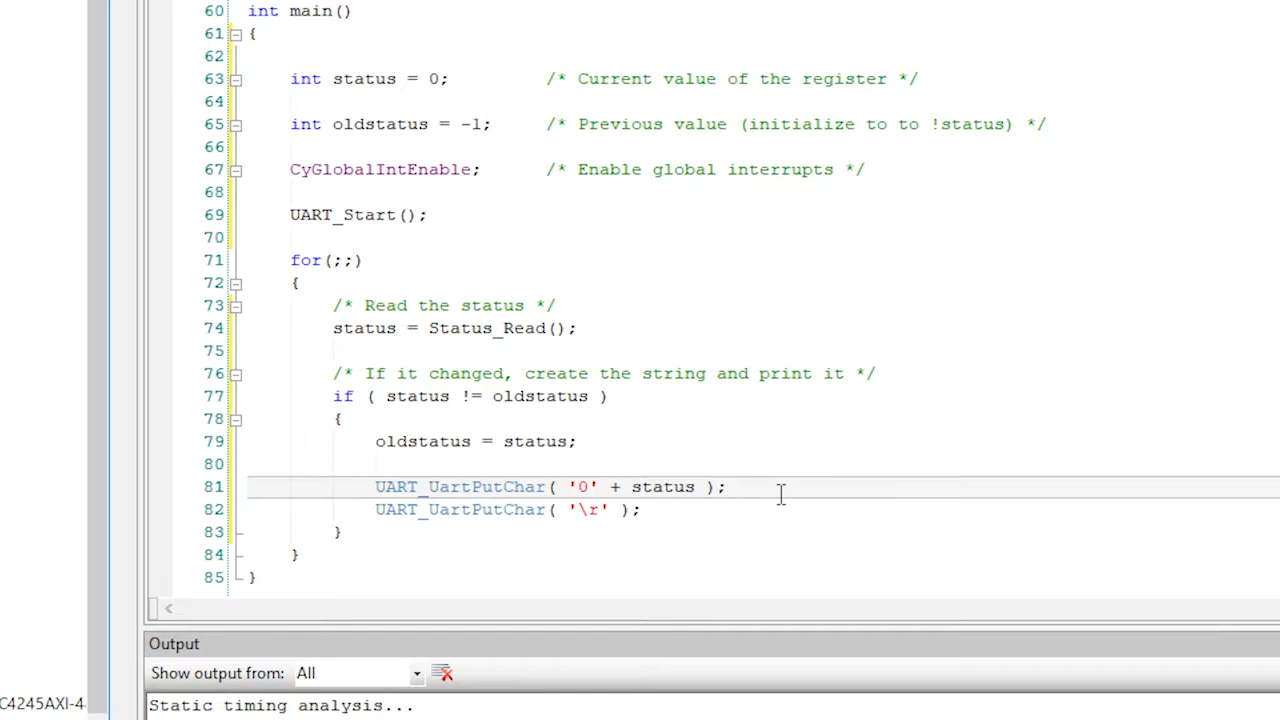 60 int main()
61 {
62
63 int status = 0; /* Current value of the register */
64
65 int oldstatus = -1; /* Previous value (initialize to to !status) */
66
67 CyGlobalIntEnable; /* Enable global interrupts */
68
69 UART_Start();
70
71 for(;;)
72 {
73 /* Read the status */
74 status = Status_Read();
75
76 /* If it changed, create the string and print it */
77 if ( status != oldstatus )
78 {
79 oldstatus = status;
80
81 UART_UartPutChar( '0' + status );
82 UART_UartPutChar( '\r' );
83 }
84 }
85 }
Output
Show output from: All
C4245AXI-4
Static timing analysis...